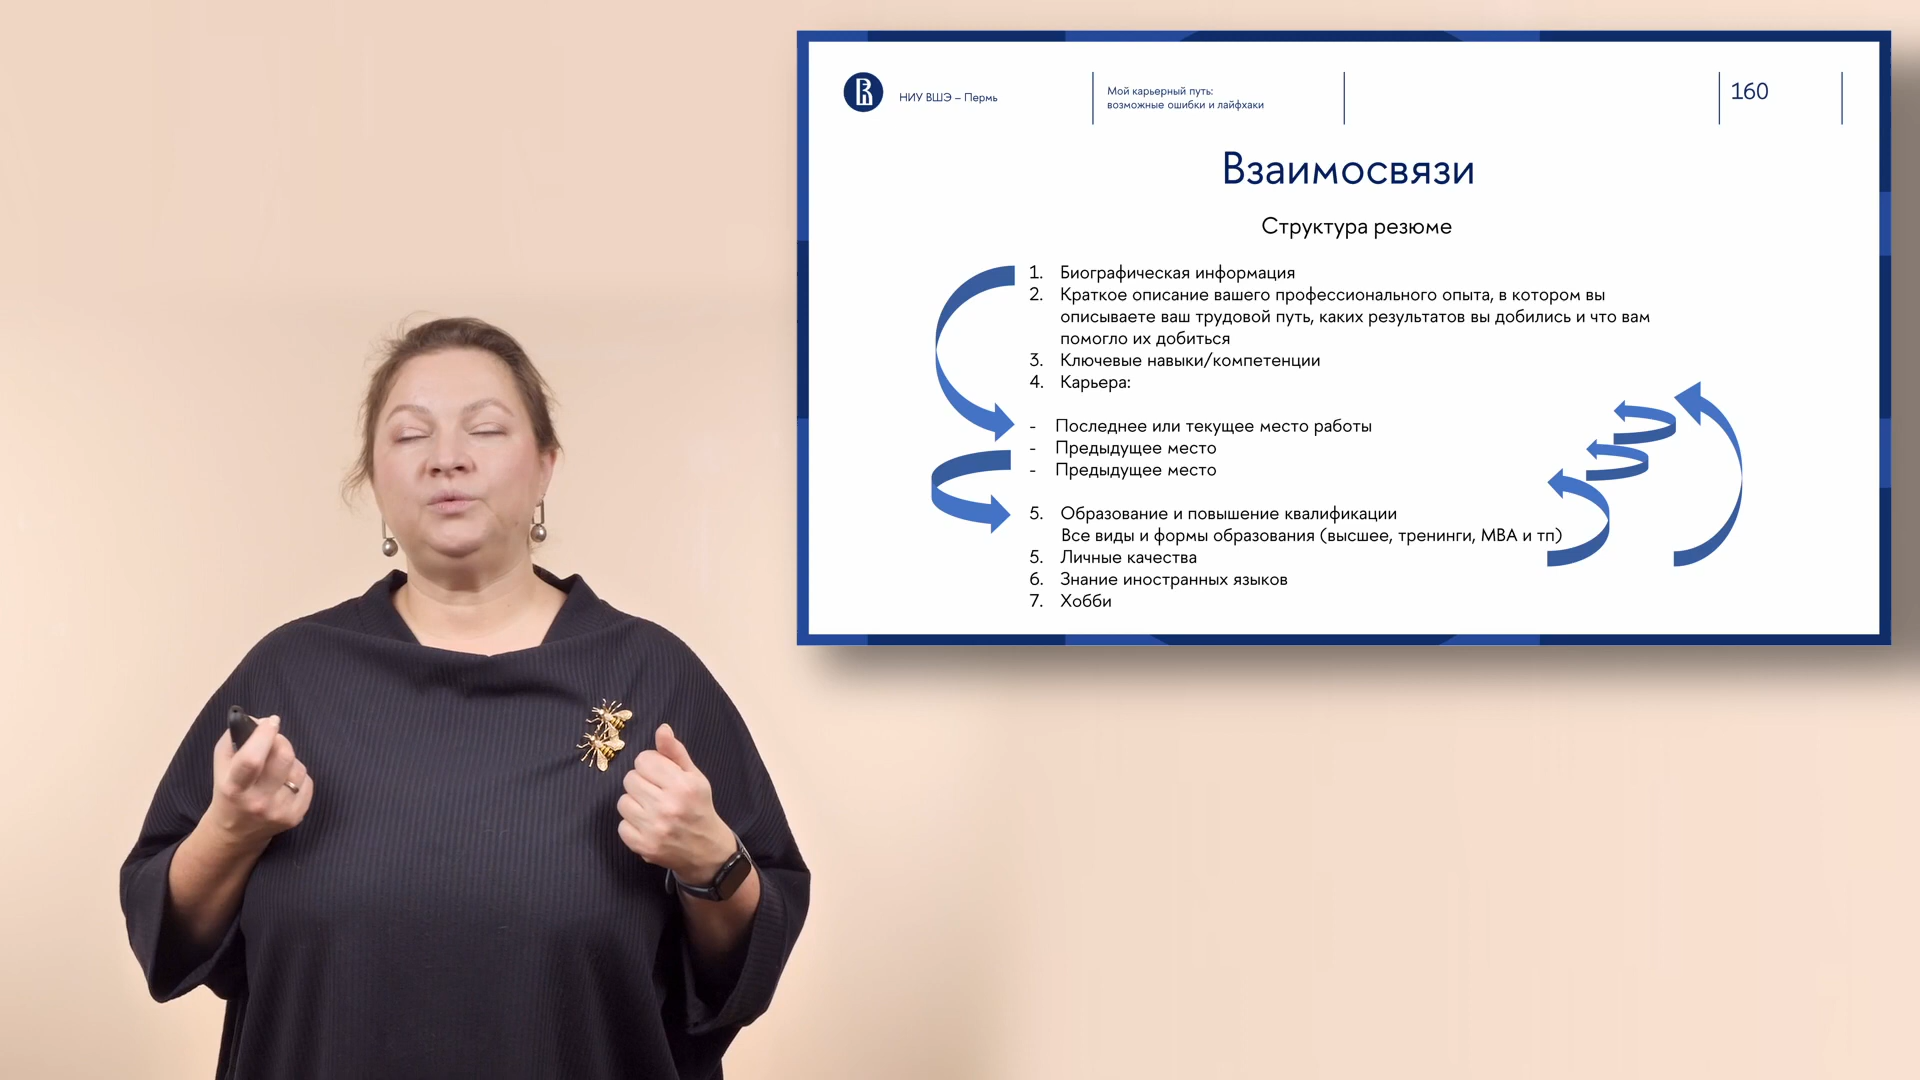 НИУ ВШЭ – Пермь
Мой карьерный путь:
возможные ошибки и лайфхаки
160
Взаимосвязи
Структура резюме
1. Биографическая информация
2. Краткое описание вашего профессионального опыта, в котором вы
описываете ваш трудовой путь, каких результатов вы добились и что вам
помогло их добиться
3. Ключевые навыки/компетенции
4. Карьера:
- Последнее или текущее место работы
- Предыдущее место
- Предыдущее место
5. Образование и повышение квалификации
Все виды и формы образования (высшее, тренинги, МВА и тп)
5. Личные качества
6. Знание иностранных языков
7. Хобби